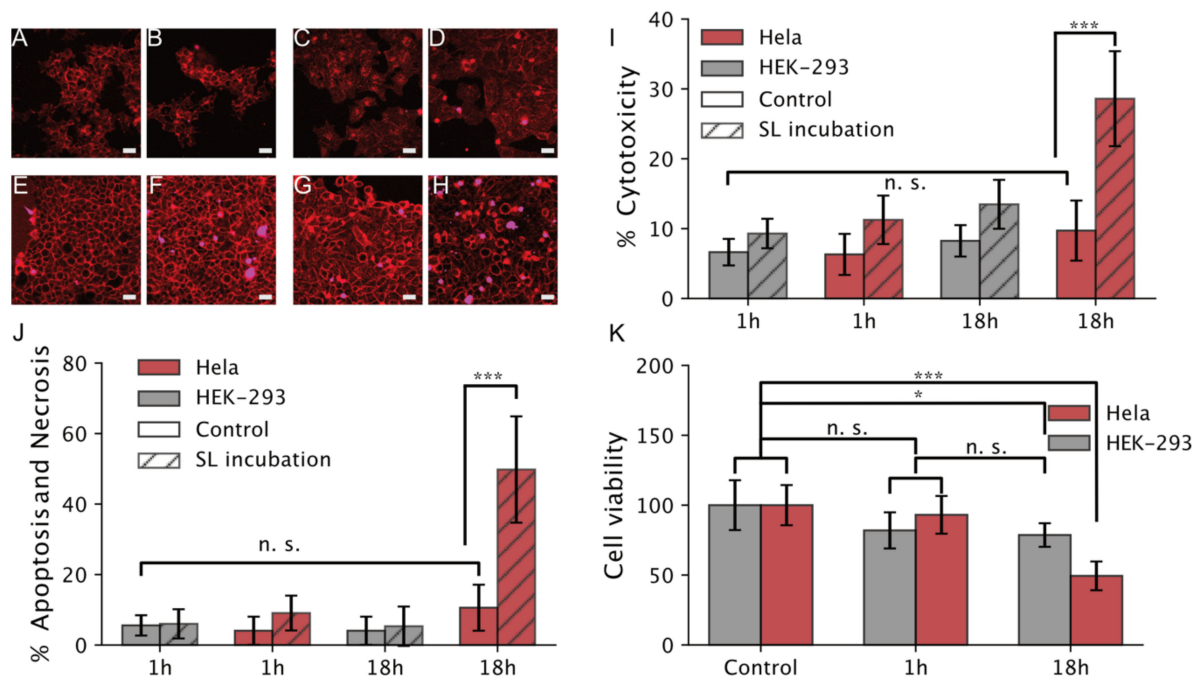 A
B
C
D
E
F
G
H
I
% Cytotoxicity
40
30
20
10
0
Hela
HEK-293
Control
SL incubation
***
n. s.
1h
1h
18h
18h
J
% Apoptosis and Necrosis
80
60
40
20
0
Hela
HEK-293
Control
SL incubation
***
n. s.
1h
1h
18h
18h
K
Cell viability
200
150
100
50
0
***
*
n. s.
n. s.
Hela
HEK-293
Control
1h
18h